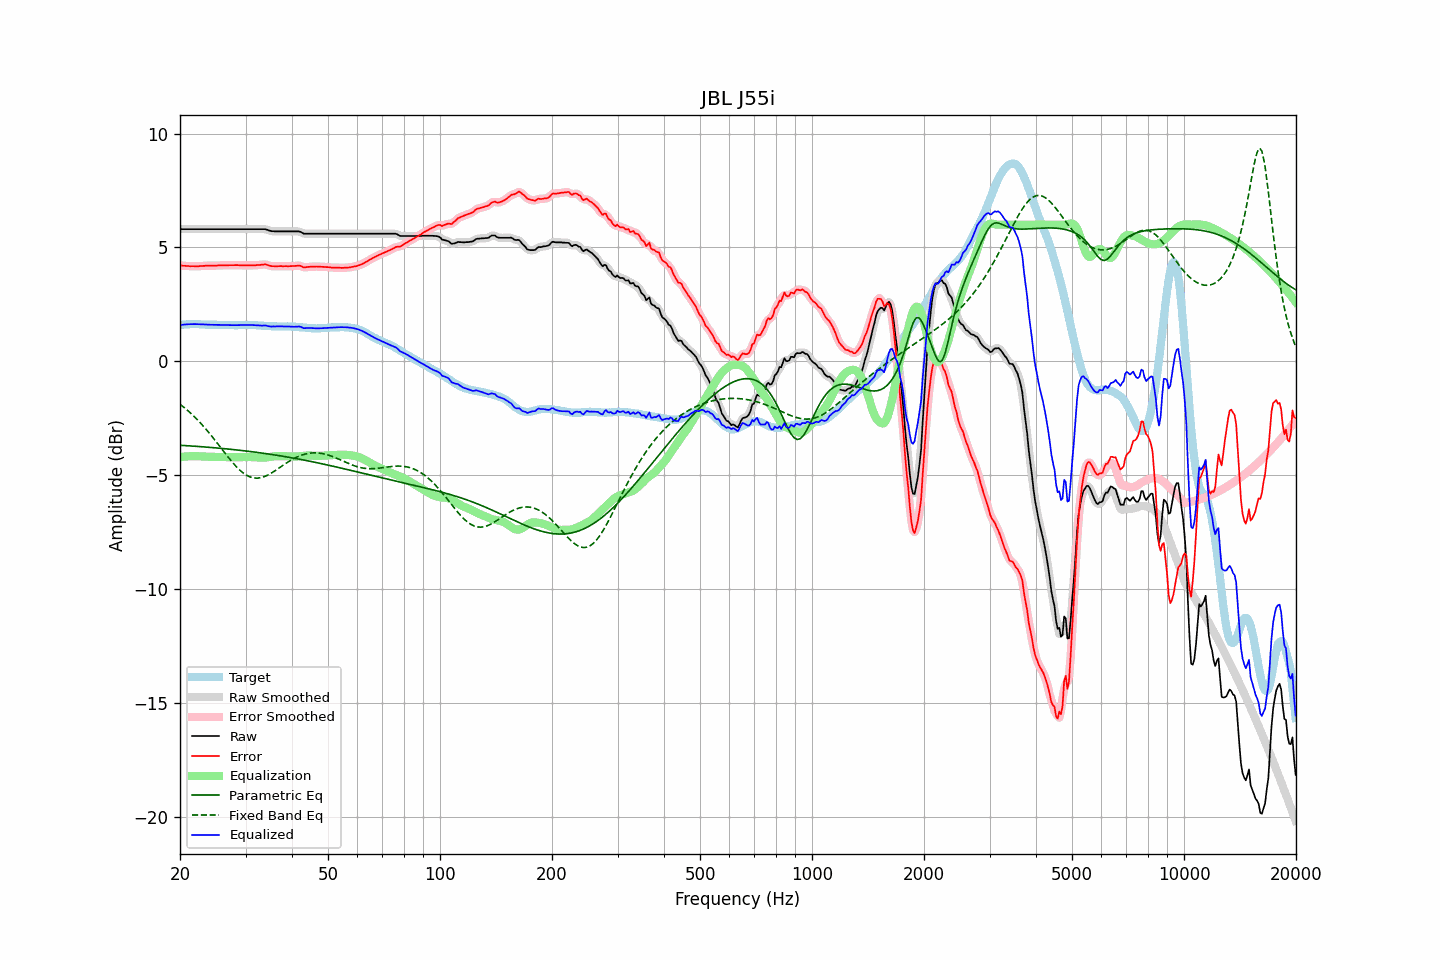 JBL J55i
Amplitude (dBr)
10
5
0
−5
−10
−15
−20
Target
Raw Smoothed
Error Smoothed
Raw
Error
Equalization
Parametric Eq
Fixed Band Eq
Equalized
20 50 100 200 500 1000 2000 5000 10000 20000
Frequency (Hz)